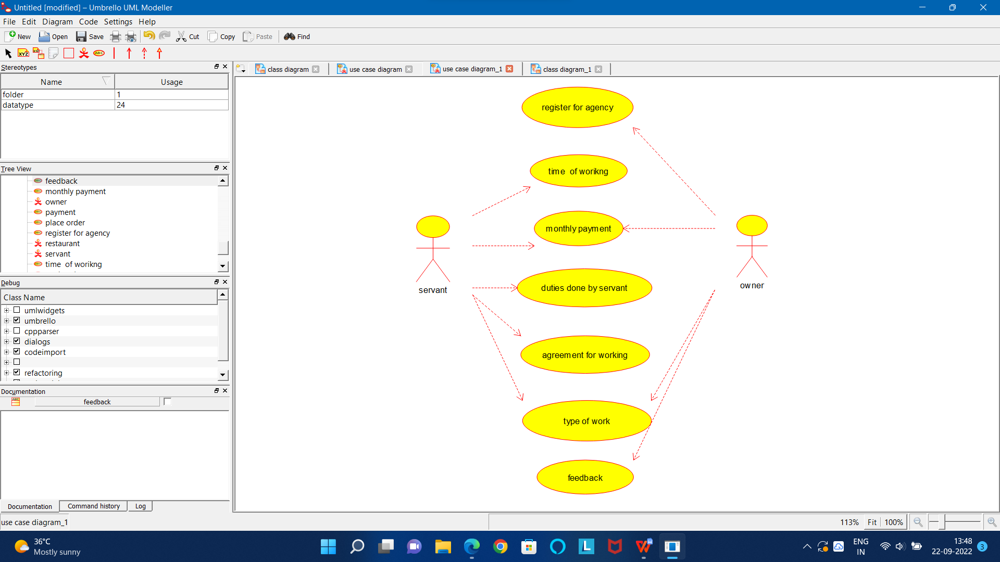 Untitled [modified] – Umbrello UML Modeller
File Edit Diagram Code Settings Help
New Open Save Cut Copy Paste Find
XYZ XYZ ABC
Stereotypes
Name Usage
folder 1
datatype 24
Tree View
feedback
monthly payment
owner
payment
place order
register for agency
restaurant
servant
time of worikng
Debug
Class Name
umlwidgets
umbrello
cppparser
dialogs
codeimport
refactoring
Documentation
feedback
Documentation Command history Log
use case diagram_1
class diagram use case diagram use case diagram_1 class diagram_1
register for agency
time of worikng
monthly payment
duties done by servant
agreement for working
type of work
feedback
servant
owner
113% Fit 100%
36°C
Mostly sunny
ENG
IN
13:48
22-09-2022
3